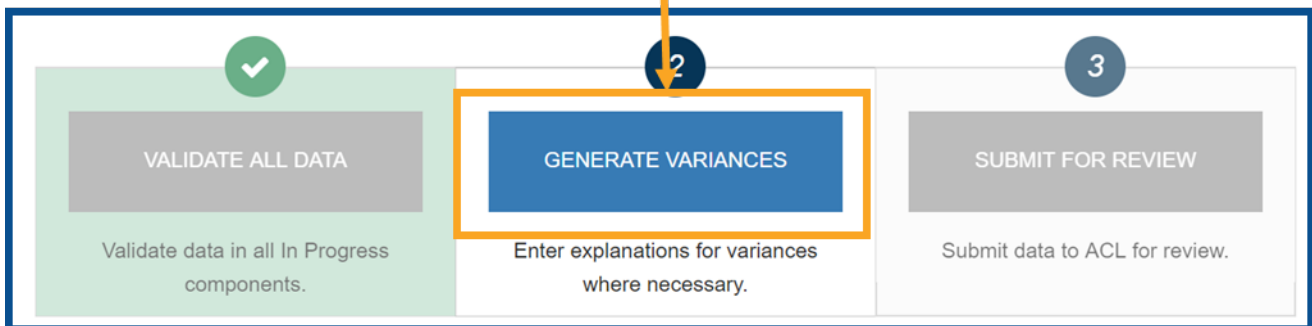 2
3
VALIDATE ALL DATA
GENERATE VARIANCES
SUBMIT FOR REVIEW
Validate data in all In Progress
components.
Enter explanations for variances
where necessary.
Submit data to ACL for review.